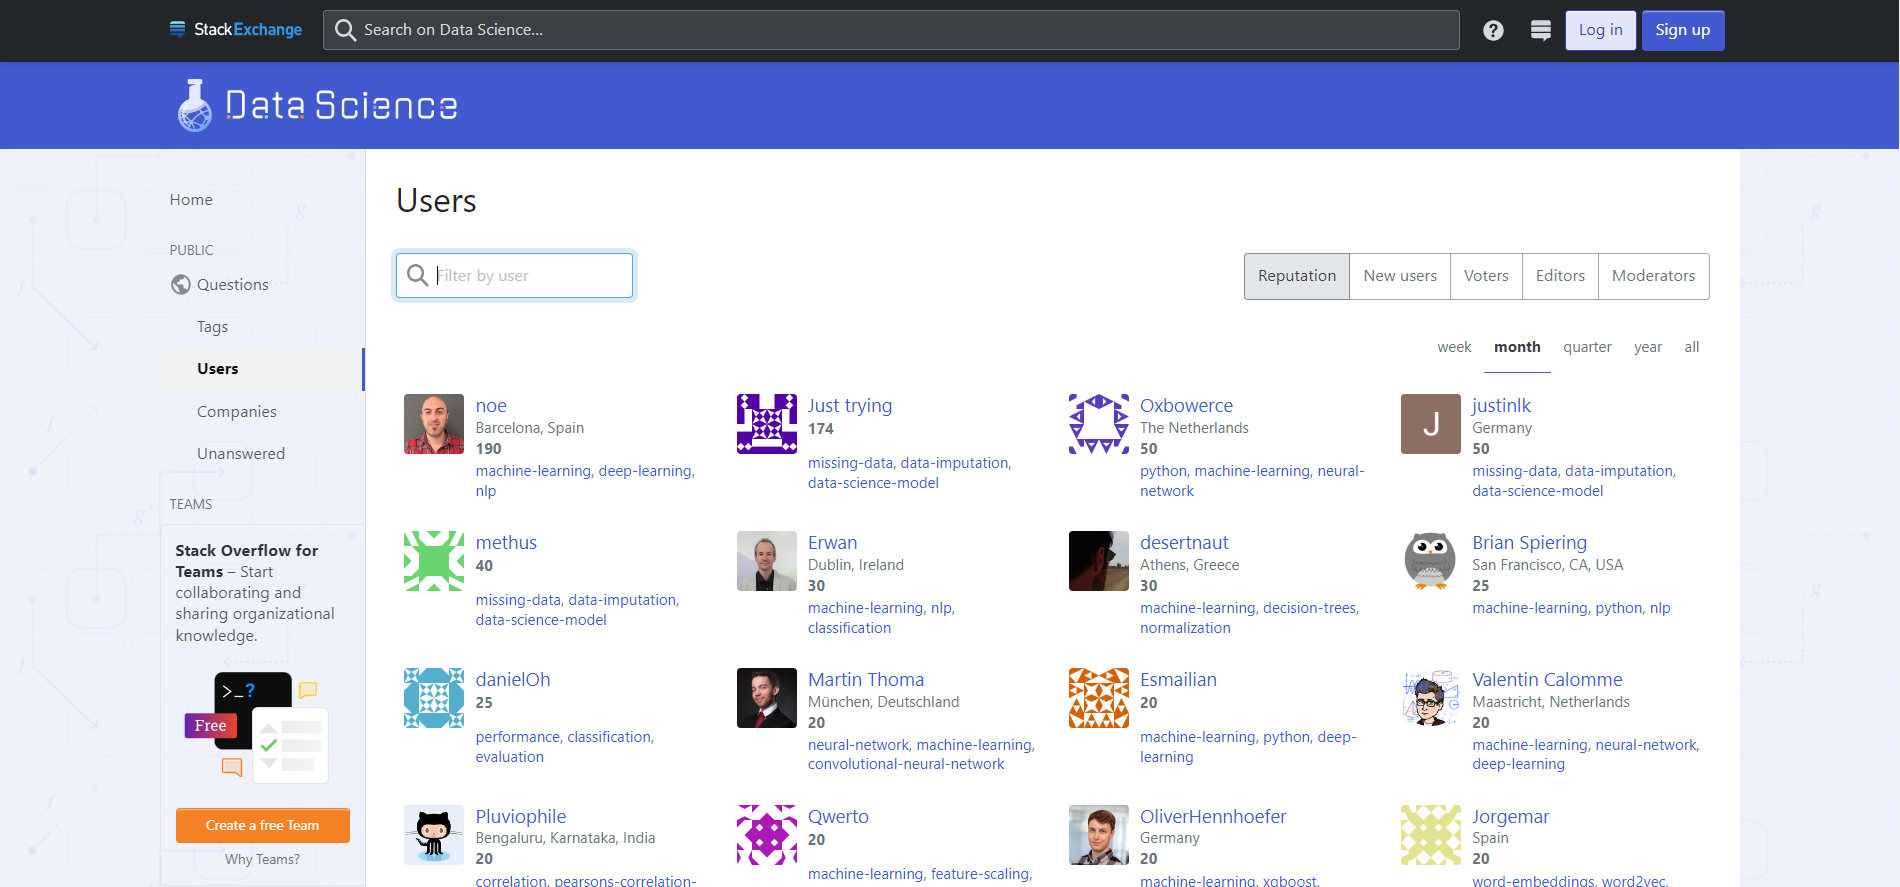 StackExchange
Search on Data Science...
Log in
Sign up
Data Science
Home
PUBLIC
Questions
Tags
Users
Companies
Unanswered
TEAMS
Stack Overflow for
Teams – Start
collaborating and
sharing organizational
knowledge.
>_?
Free
Create a free Team
Why Teams?
Users
Filter by user
Reputation
New users
Voters
Editors
Moderators
week
month
quarter
year
all
noe
Barcelona, Spain
190
machine-learning, deep-learning,
nlp
Just trying
174
missing-data, data-imputation,
data-science-model
Oxbowerce
The Netherlands
50
python, machine-learning, neural-
network
J
justinlk
Germany
50
missing-data, data-imputation,
data-science-model
methus
40
missing-data, data-imputation,
data-science-model
Erwan
Dublin, Ireland
30
machine-learning, nlp,
classification
desertnaut
Athens, Greece
30
machine-learning, decision-trees,
normalization
Brian Spiering
San Francisco, CA, USA
25
machine-learning, python, nlp
danielOh
25
performance, classification,
evaluation
Martin Thoma
München, Deutschland
20
neural-network, machine-learning,
convolutional-neural-network
Esmailian
20
machine-learning, python, deep-
learning
Valentin Calomme
Maastricht, Netherlands
20
machine-learning, neural-network,
deep-learning
Pluviophile
Bengaluru, Karnataka, India
20
correlation, pearsons-correlation-
Qwerto
20
machine-learning, feature-scaling,
OliverHennhoefer
Germany
20
machine-learning, xgboost,
Jorgemar
Spain
20
word-embeddings, word2vec,